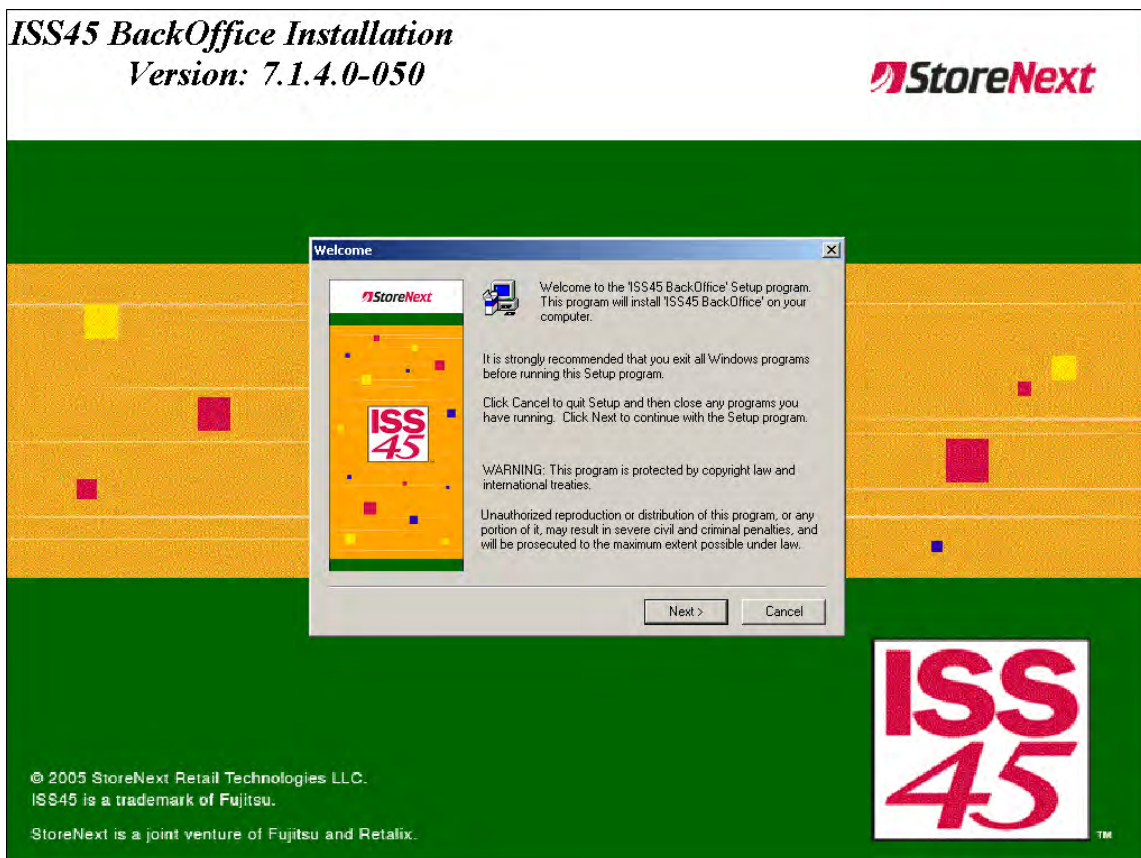 ISS45 BackOffice Installation
Version: 7.1.4.0-050
StoreNext
Welcome
StoreNext
ISS
45
Welcome to the 'ISS45 BackOffice' Setup program.
This program will install 'ISS45 BackOffice' on your
computer.
It is strongly recommended that you exit all Windows programs
before running this Setup program.
Click Cancel to quit Setup and then close any programs you
have running. Click Next to continue with the Setup program.
WARNING: This program is protected by copyright law and
international treaties.
Unauthorized reproduction or distribution of this program, or any
portion of it, may result in severe civil and criminal penalties, and
will be prosecuted to the maximum extent possible under law.
Next >
Cancel
ISS
45
TM
© 2005 StoreNext Retail Technologies LLC.
ISS45 is a trademark of Fujitsu.
StoreNext is a joint venture of Fujitsu and Retalix.